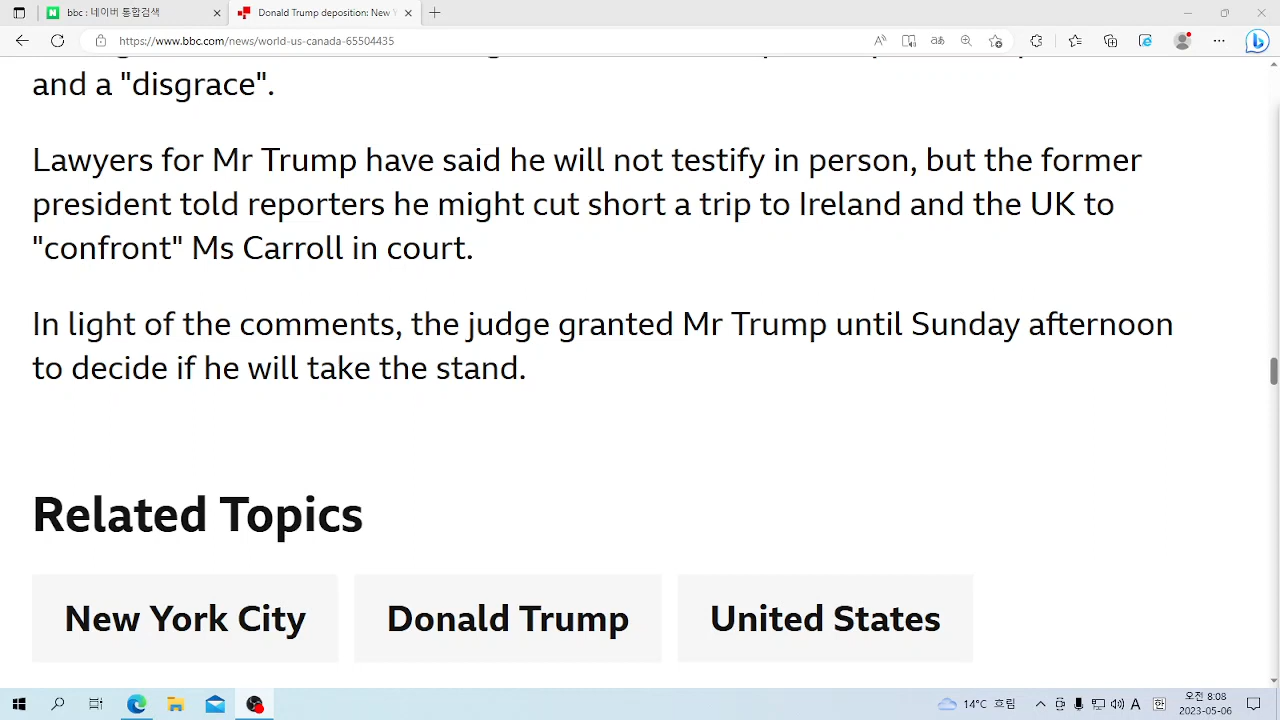 bbc : 네이버 통합검색
Donald Trump deposition: New Y
https://www.bbc.com/news/world-us-canada-65504435
and a "disgrace".
Lawyers for Mr Trump have said he will not testify in person, but the former
president told reporters he might cut short a trip to Ireland and the UK to
"confront" Ms Carroll in court.
In light of the comments, the judge granted Mr Trump until Sunday afternoon
to decide if he will take the stand.
Related Topics
New York City
Donald Trump
United States
14°C 흐림
A
오전 8:08
2023-05-06